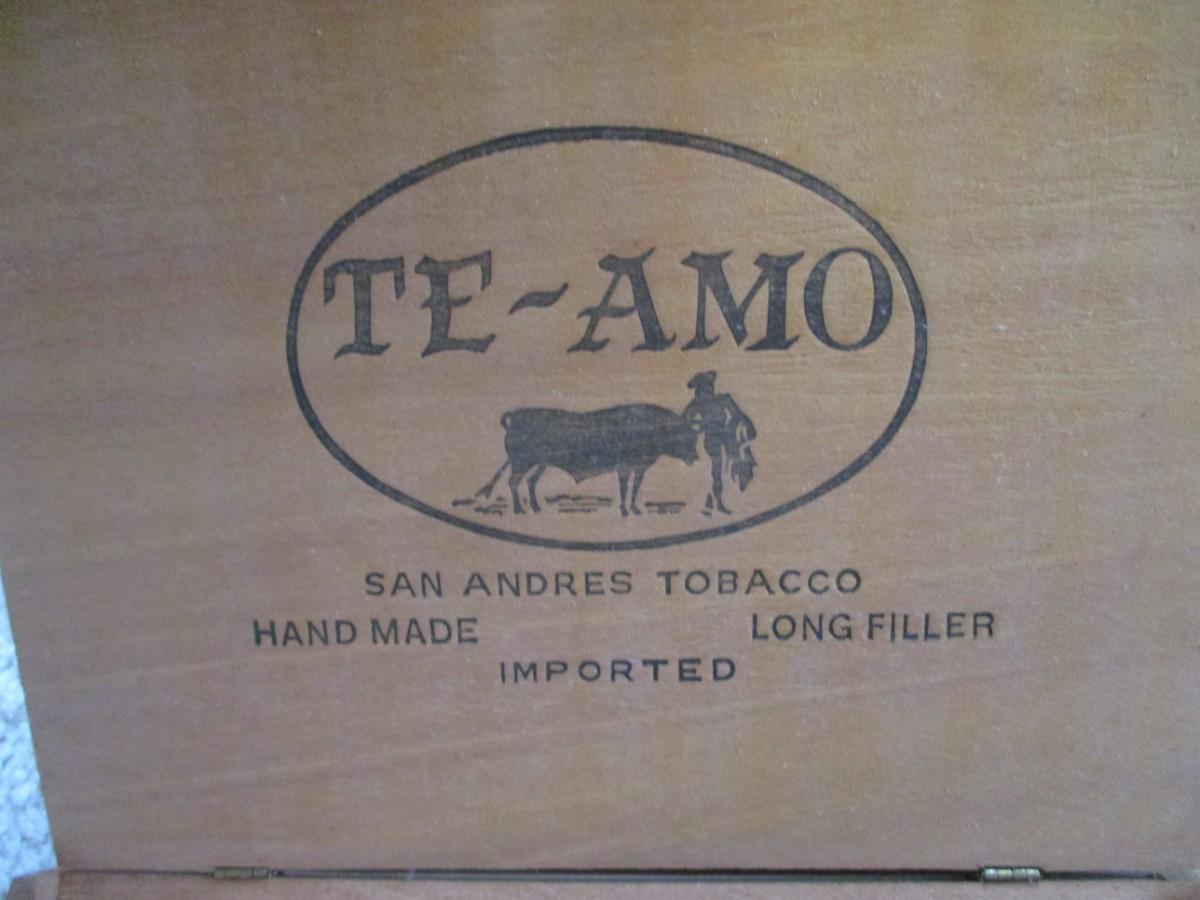 TE-AMO
SAN ANDRES TOBACCO
HAND MADE LONG FILLER
IMPORTED